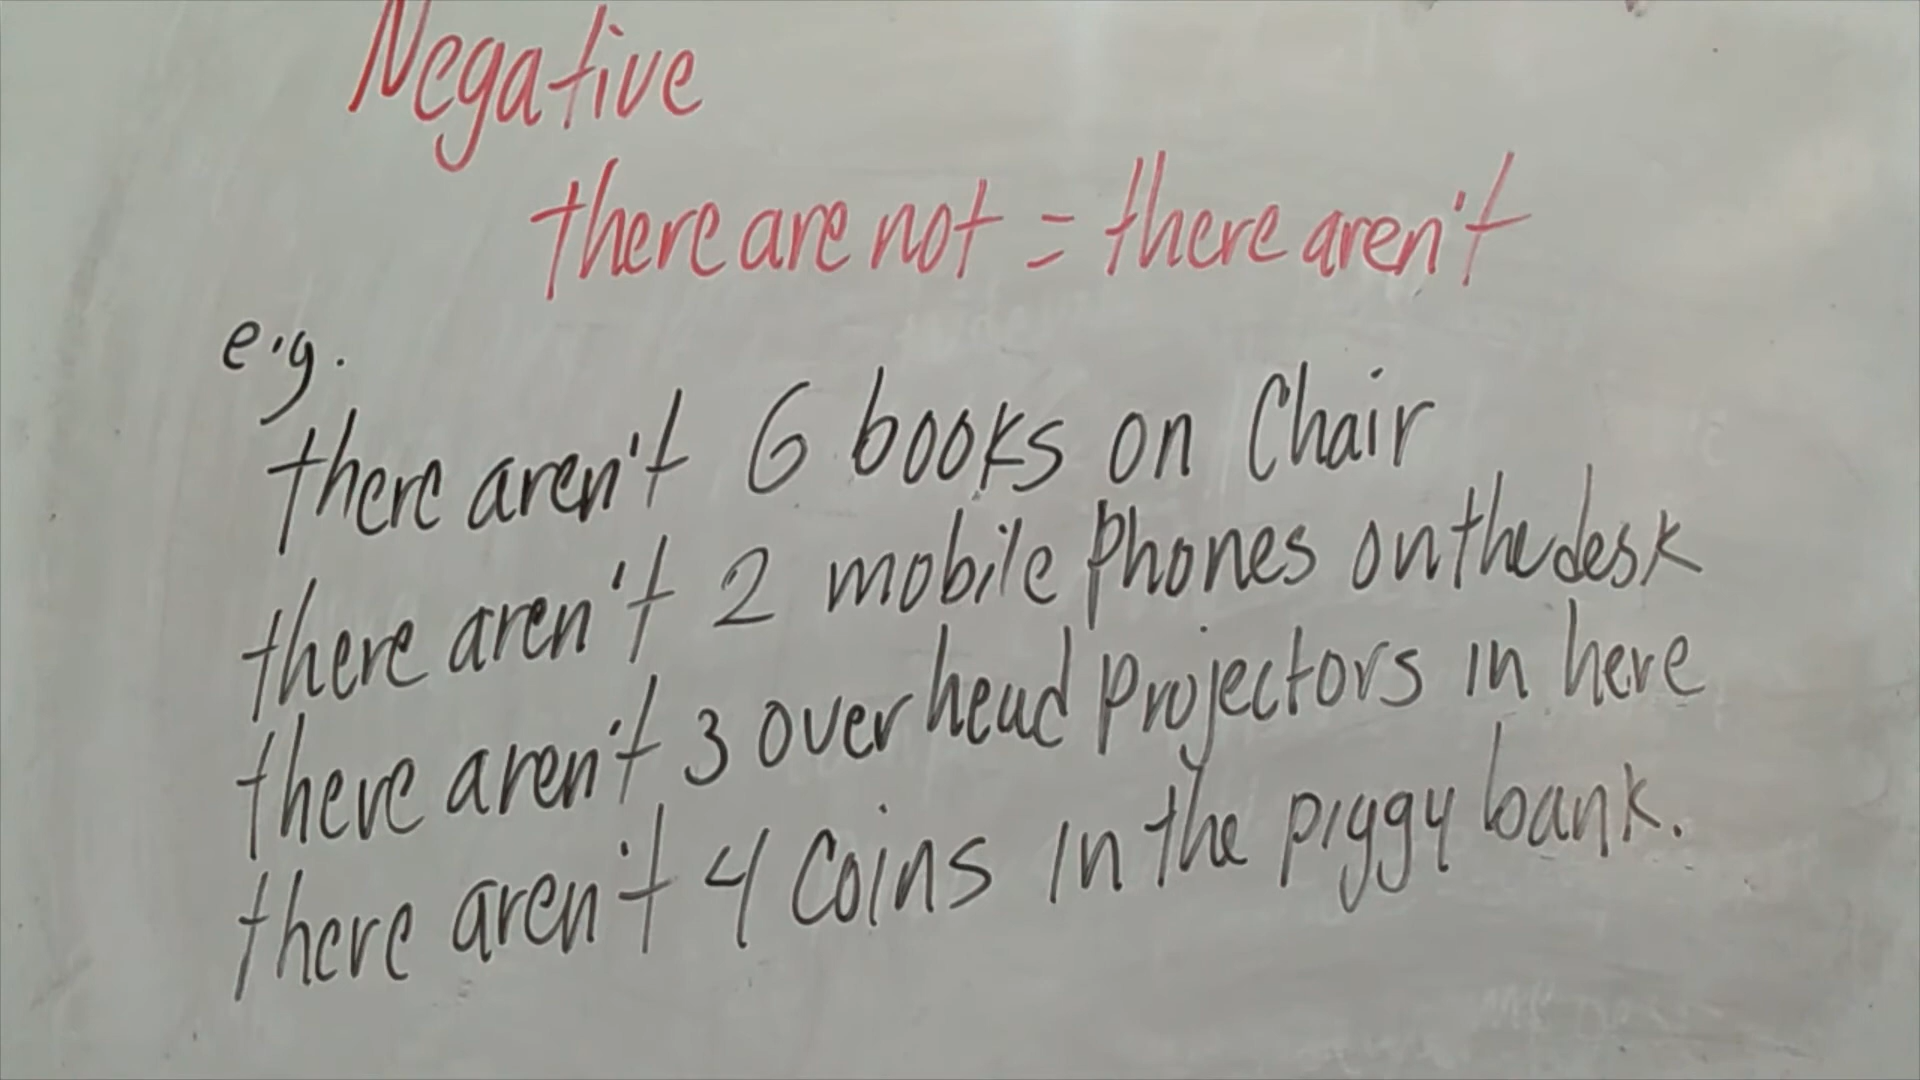 Negative
there are not = there aren't
e.g.
there aren't 6 books on Chair
there aren't 2 mobile Phones on the desk
there aren't 3 over head Projectors in here
there aren't 4 Coins in the piggy bank.